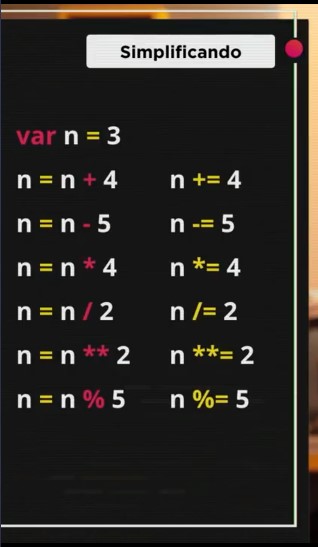 Simplificando
var n = 3
n = n + 4 n += 4
n = n - 5 n -= 5
n = n * 4 n *= 4
n = n / 2 n /= 2
n = n ** 2 n **= 2
n = n % 5 n %= 5